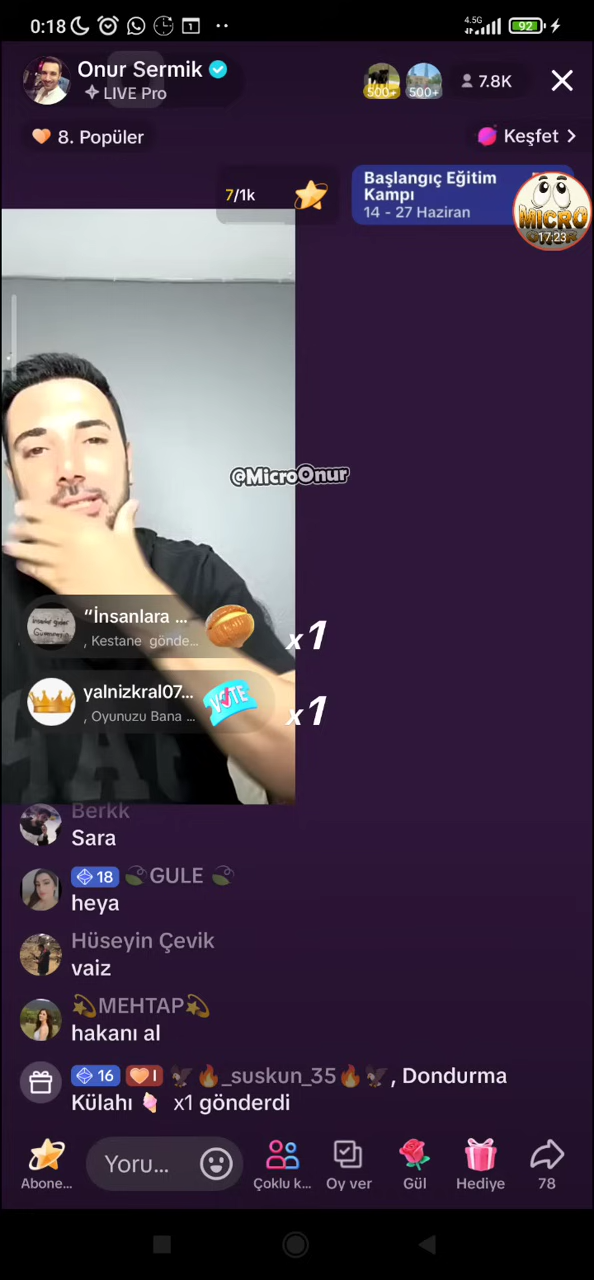 0:18
4.5G
92
Onur Sermik
LIVE Pro
500+
500+
7.8K
8. Popüler
Keşfet
7/1k
Başlangıç Eğitim
Kampı
14 - 27 Haziran
MICRO
17:23
@MicroOnur
"İnsanlara ...
, Kestane gönde...
x1
yalnizkral07...
, Oyunuzu Bana ...
VOTE
x1
Berkk
Sara
18 GULE
heya
Hüseyin Çevik
vaiz
MEHTAP
hakanı al
16 I _suskun_35, Dondurma
Külahı x1 gönderdi
Abone...
Yoru...
Çoklu k...
Oy ver
Gül
Hediye
78